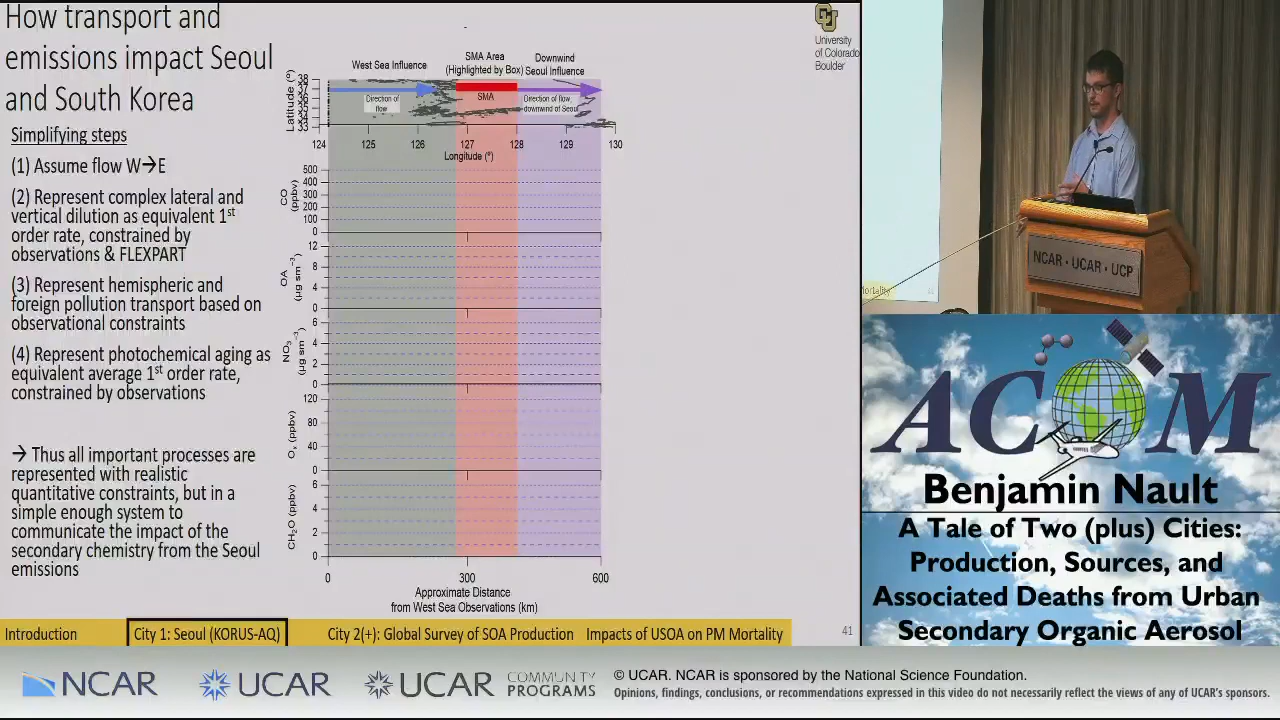 How transport and
emissions impact Seoul
and South Korea
Simplifying steps
(1) Assume flow W→E
(2) Represent complex lateral and
vertical dilution as equivalent 1st
order rate, constrained by
observations & FLEXPART
(3) Represent hemispheric and
foreign pollution transport based on
observational constraints
(4) Represent photochemical aging as
equivalent average 1st order rate,
constrained by observations
→ Thus all important processes are
represented with realistic
quantitative constraints, but in a
simple enough system to
communicate the impact of the
secondary chemistry from the Seoul
emissions
West Sea Influence
SMA Area
(Highlighted by Box)
Downwind
Seoul Influence
Direction of
flow
SMA
Direction of flow,
downwind of Seoul
Latitude (°)
38
37
36
35
34
33
124 125 126 127 128 129 130
Longitude (°)
CO
(ppbv)
500
400
300
200
100
0
OA
(µg sm⁻³)
12
8
4
0
NO₃
(µg sm⁻³)
6
4
2
0
Oₓ (ppbv)
120
80
40
0
CH₂O (ppbv)
6
4
2
0
0 300 600
Approximate Distance
from West Sea Observations (km)
University
of Colorado
Boulder
Introduction
City 1: Seoul (KORUS-AQ)
City 2(+): Global Survey of SOA Production
Impacts of USOA on PM Mortality
41
Mortality
NCAR · UCAR · UCP
ACOM
Benjamin Nault
A Tale of Two (plus) Cities:
Production, Sources, and
Associated Deaths from Urban
Secondary Organic Aerosol
NCAR
UCAR
UCAR
COMMUNITY
PROGRAMS
© UCAR. NCAR is sponsored by the National Science Foundation.
Opinions, findings, conclusions, or recommendations expressed in this video do not necessarily reflect the views of any of UCAR's sponsors.